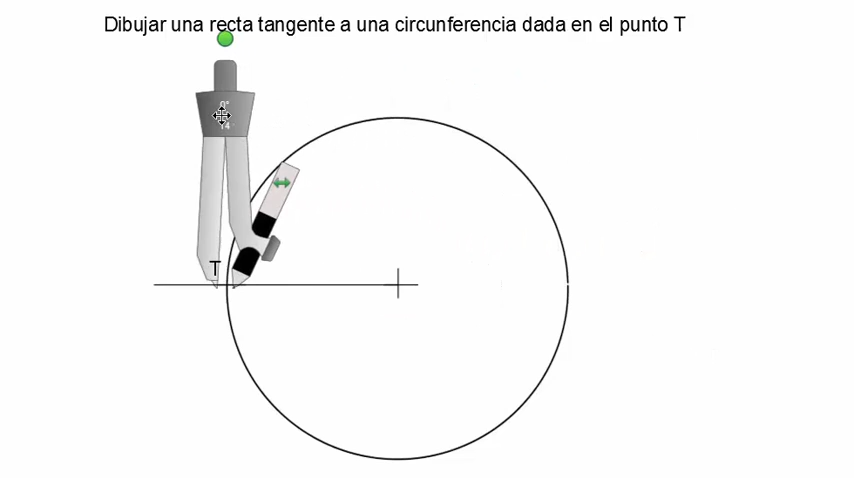 Dibujar una recta tangente a una circunferencia dada en el punto T
T